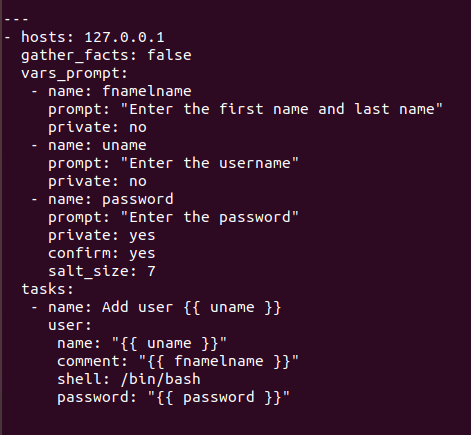 ---
- hosts: 127.0.0.1
  gather_facts: false
  vars_prompt:
   - name: fnamelname
     prompt: "Enter the first name and last name"
     private: no
   - name: uname
     prompt: "Enter the username"
     private: no
   - name: password
     prompt: "Enter the password"
     private: yes
     confirm: yes
     salt_size: 7
  tasks:
   - name: Add user {{ uname }}
     user:
      name: "{{ uname }}"
      comment: "{{ fnamelname }}"
      shell: /bin/bash
      password: "{{ password }}"